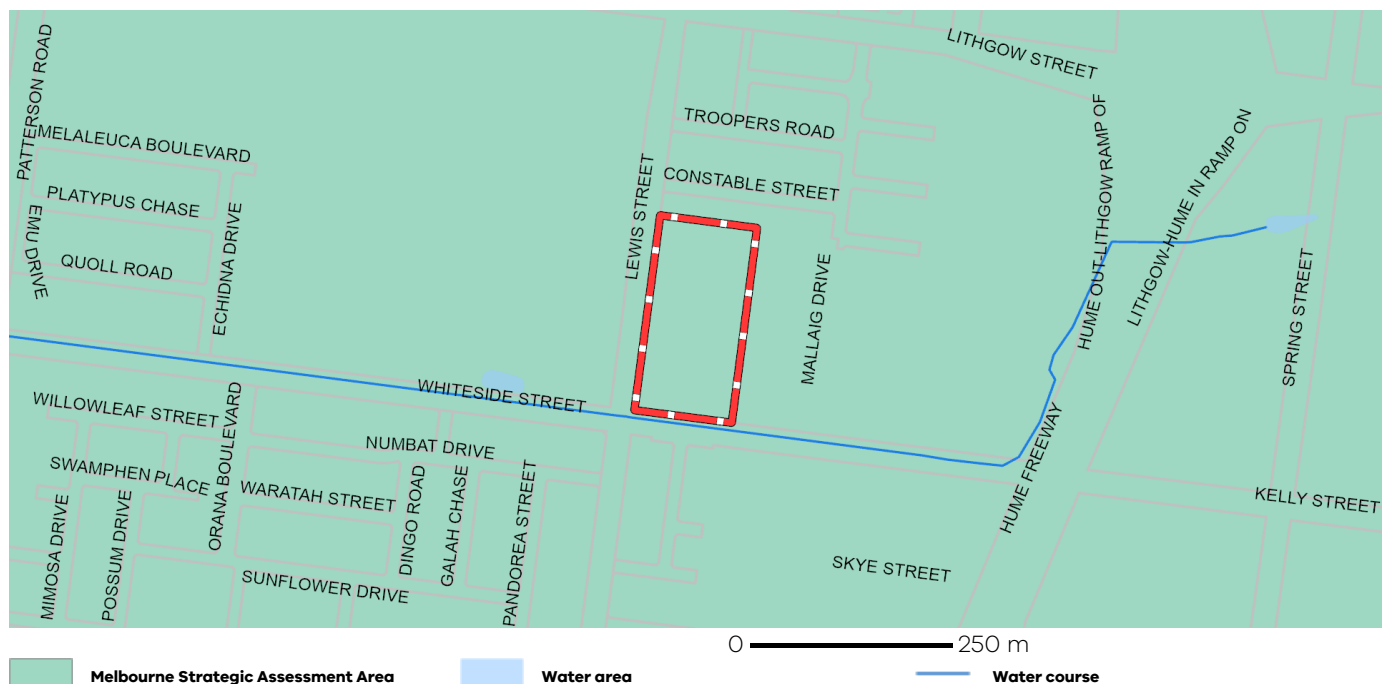 LITHGOW STREET
PATTERSON ROAD
MELALEUCA BOULEVARD
TROOPERS ROAD
HUME OUT-LITHGOW RAMP OF
LITHGOW-HUME IN RAMP ON
PLATYPUS CHASE
CONSTABLE STREET
LEWIS STREET
EMU DRIVE
ECHIDNA DRIVE
QUOLL ROAD
MALLAIG DRIVE
SPRING STREET
WHITESIDE STREET
WILLOWLEAF STREET
ORANA BOULEVARD
NUMBAT DRIVE
HUME FREEWAY
SWAMPHEN PLACE
WARATAH STREET
DINGO ROAD
GALAH CHASE
PANDOREA STREET
KELLY STREET
MIMOSA DRIVE
POSSUM DRIVE
SUNFLOWER DRIVE
SKYE STREET
0 250 m
Melbourne Strategic Assessment Area
Water area
Water course